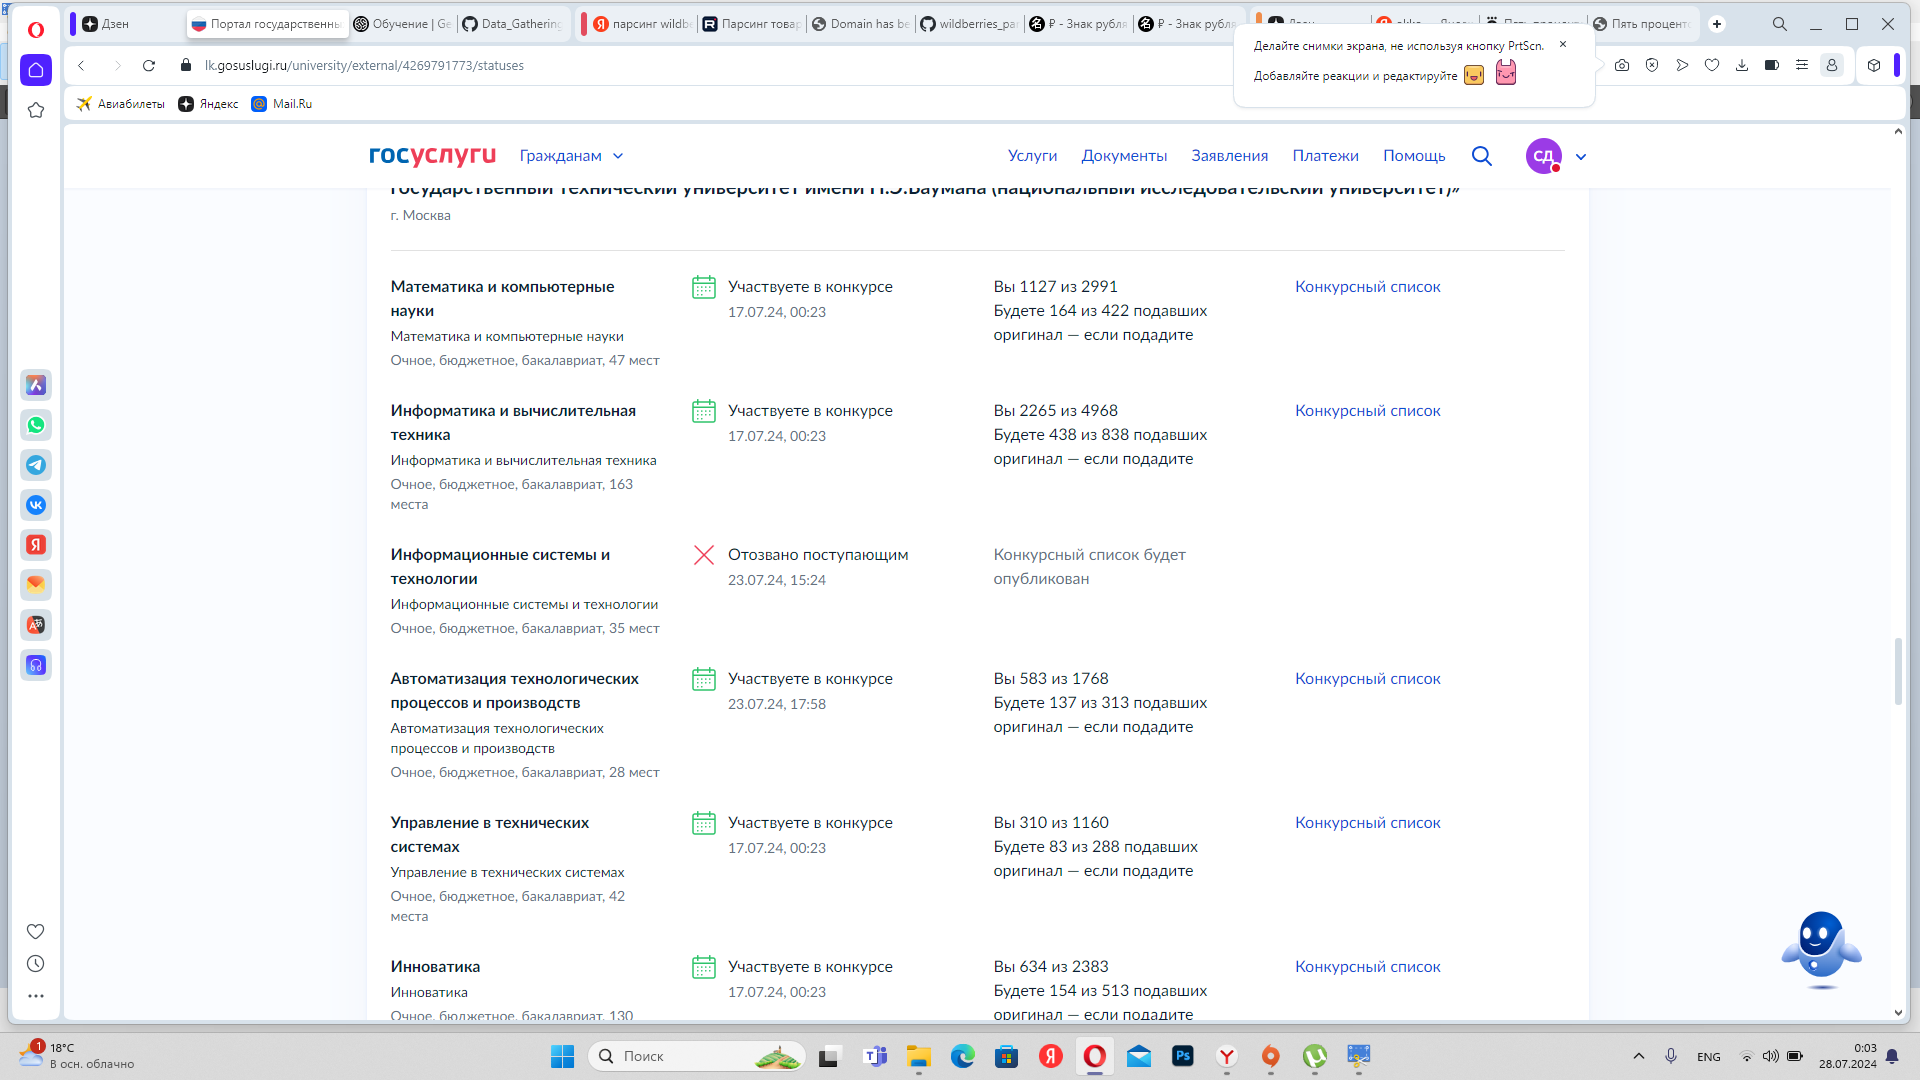 Дзен
Портал государственны
Обучение | Ge
Data_Gathering
парсинг wildbe
Парсинг товар
Domain has be
wildberries_pa
₽ - Знак рубля
₽ - Знак рубля
Пять процент
Делайте снимки экрана, не используя кнопку PrtScn.
Добавляйте реакции и редактируйте
lk.gosuslugi.ru/university/external/4269791773/statuses
Авиабилеты
Яндекс
Mail.Ru
госуслуги
Гражданам
Услуги
Документы
Заявления
Платежи
Помощь
СД
государственный технический университет имени Н.Э.Баумана (национальный исследовательский университет)»
г. Москва
Математика и компьютерные
науки
Математика и компьютерные науки
Очное, бюджетное, бакалавриат, 47 мест
Участвуете в конкурсе
17.07.24, 00:23
Вы 1127 из 2991
Будете 164 из 422 подавших
оригинал — если подадите
Конкурсный список
Информатика и вычислительная
техника
Информатика и вычислительная техника
Очное, бюджетное, бакалавриат, 163
места
Участвуете в конкурсе
17.07.24, 00:23
Вы 2265 из 4968
Будете 438 из 838 подавших
оригинал — если подадите
Конкурсный список
Информационные системы и
технологии
Информационные системы и технологии
Очное, бюджетное, бакалавриат, 35 мест
Отозвано поступающим
23.07.24, 15:24
Конкурсный список будет
опубликован
Автоматизация технологических
процессов и производств
Автоматизация технологических
процессов и производств
Очное, бюджетное, бакалавриат, 28 мест
Участвуете в конкурсе
23.07.24, 17:58
Вы 583 из 1768
Будете 137 из 313 подавших
оригинал — если подадите
Конкурсный список
Управление в технических
системах
Управление в технических системах
Очное, бюджетное, бакалавриат, 42
места
Участвуете в конкурсе
17.07.24, 00:23
Вы 310 из 1160
Будете 83 из 288 подавших
оригинал — если подадите
Конкурсный список
Инноватика
Инноватика
Очное, бюджетное, бакалавриат, 130
Участвуете в конкурсе
17.07.24, 00:23
Вы 634 из 2383
Будете 154 из 513 подавших
оригинал — если подадите
Конкурсный список
1
18°C
В осн. облачно
Поиск
ENG
0:03
28.07.2024